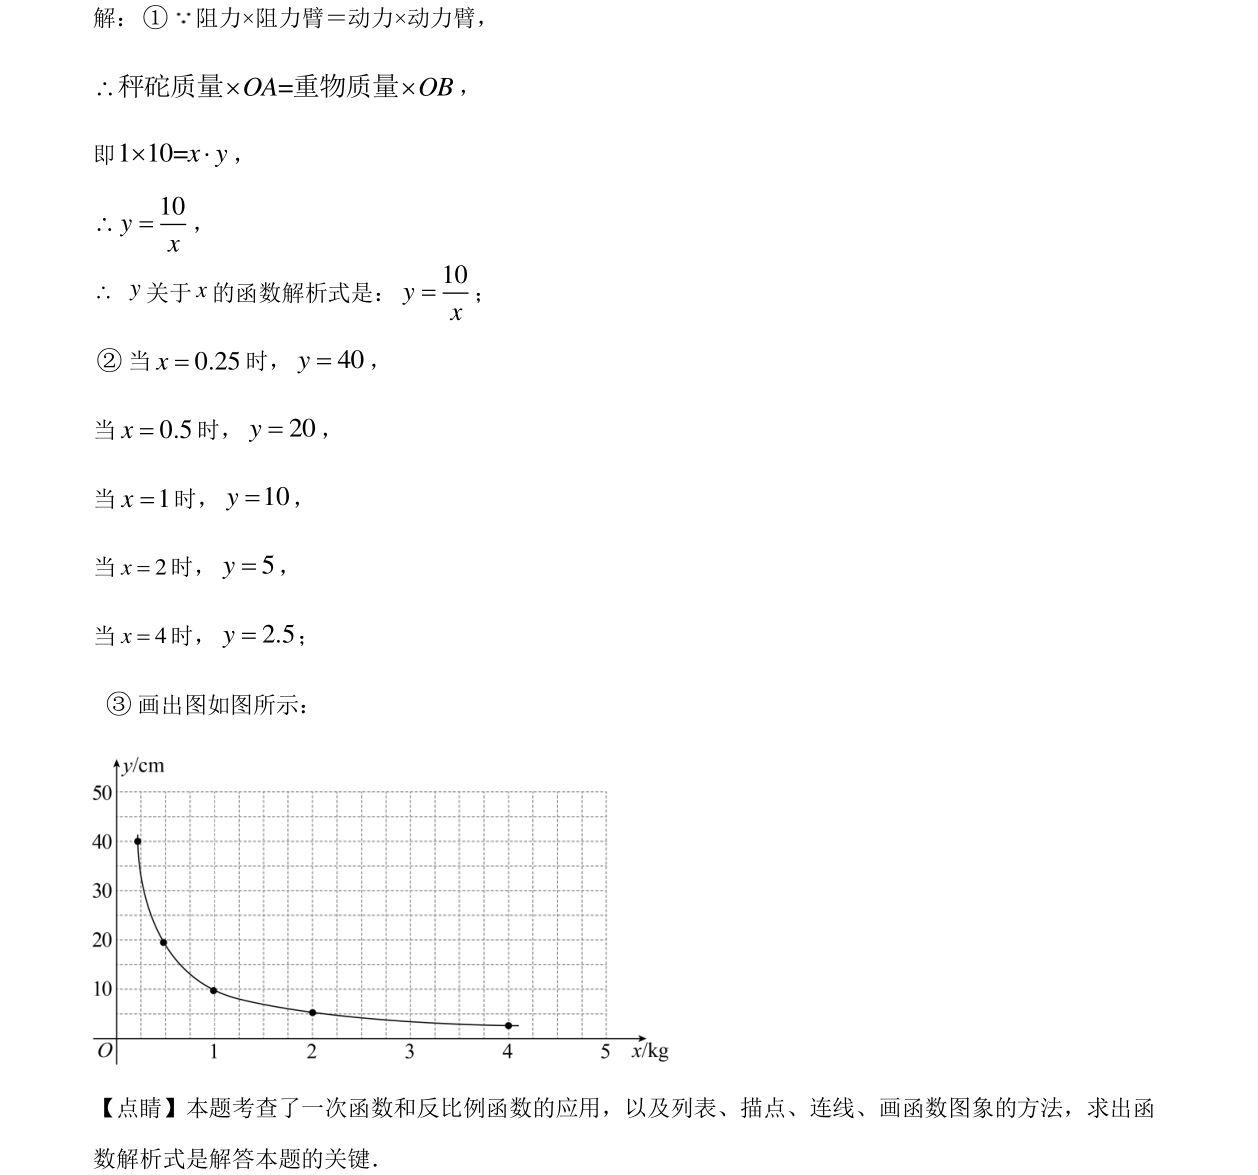 解：① ∵阻力×阻力臂＝动力×动力臂，
∴秤砣质量×OA=重物质量×OB，
即1×10=x·y，
∴y=10/x，
∴ y关于x的函数解析式是：y=10/x；
②当x=0.25时，y=40，
当x=0.5时，y=20，
当x=1时，y=10，
当x=2时，y=5，
当x=4时，y=2.5；
③画出图如图所示：
y/cm
50
40
30
20
10
O 1 2 3 4 5 x/kg
【点睛】本题考查了一次函数和反比例函数的应用，以及列表、描点、连线、画函数图象的方法，求出函
数解析式是解答本题的关键．